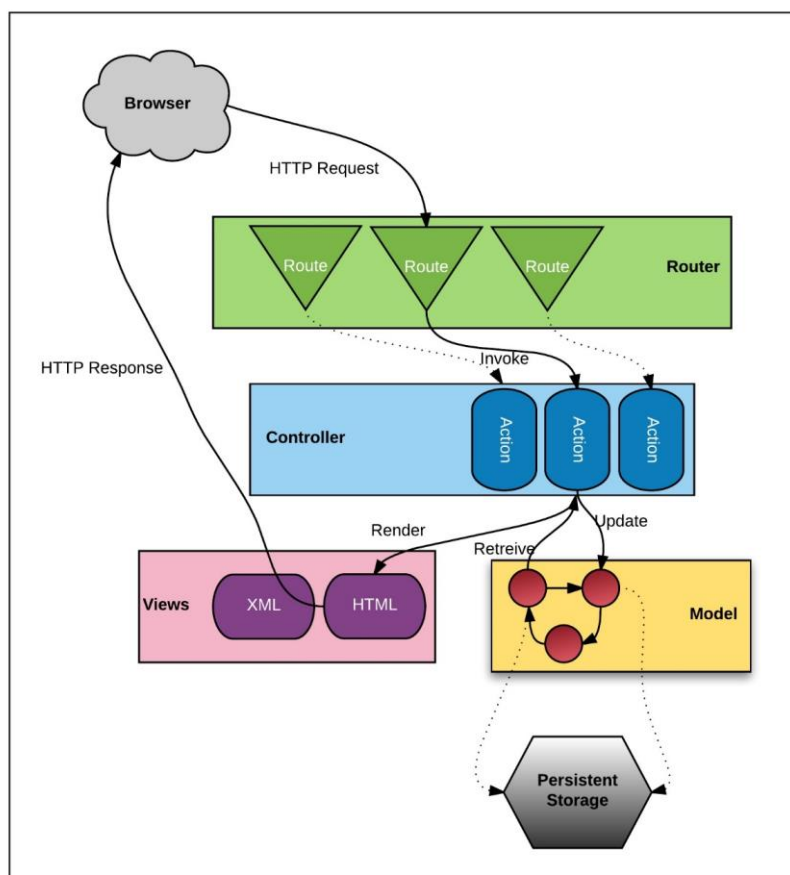 Browser
HTTP Request
Route
Route
Route
Router
Invoke
HTTP Response
Controller
Action
Action
Action
Render
Update
Retreive
Views
XML
HTML
Model
Persistent
Storage